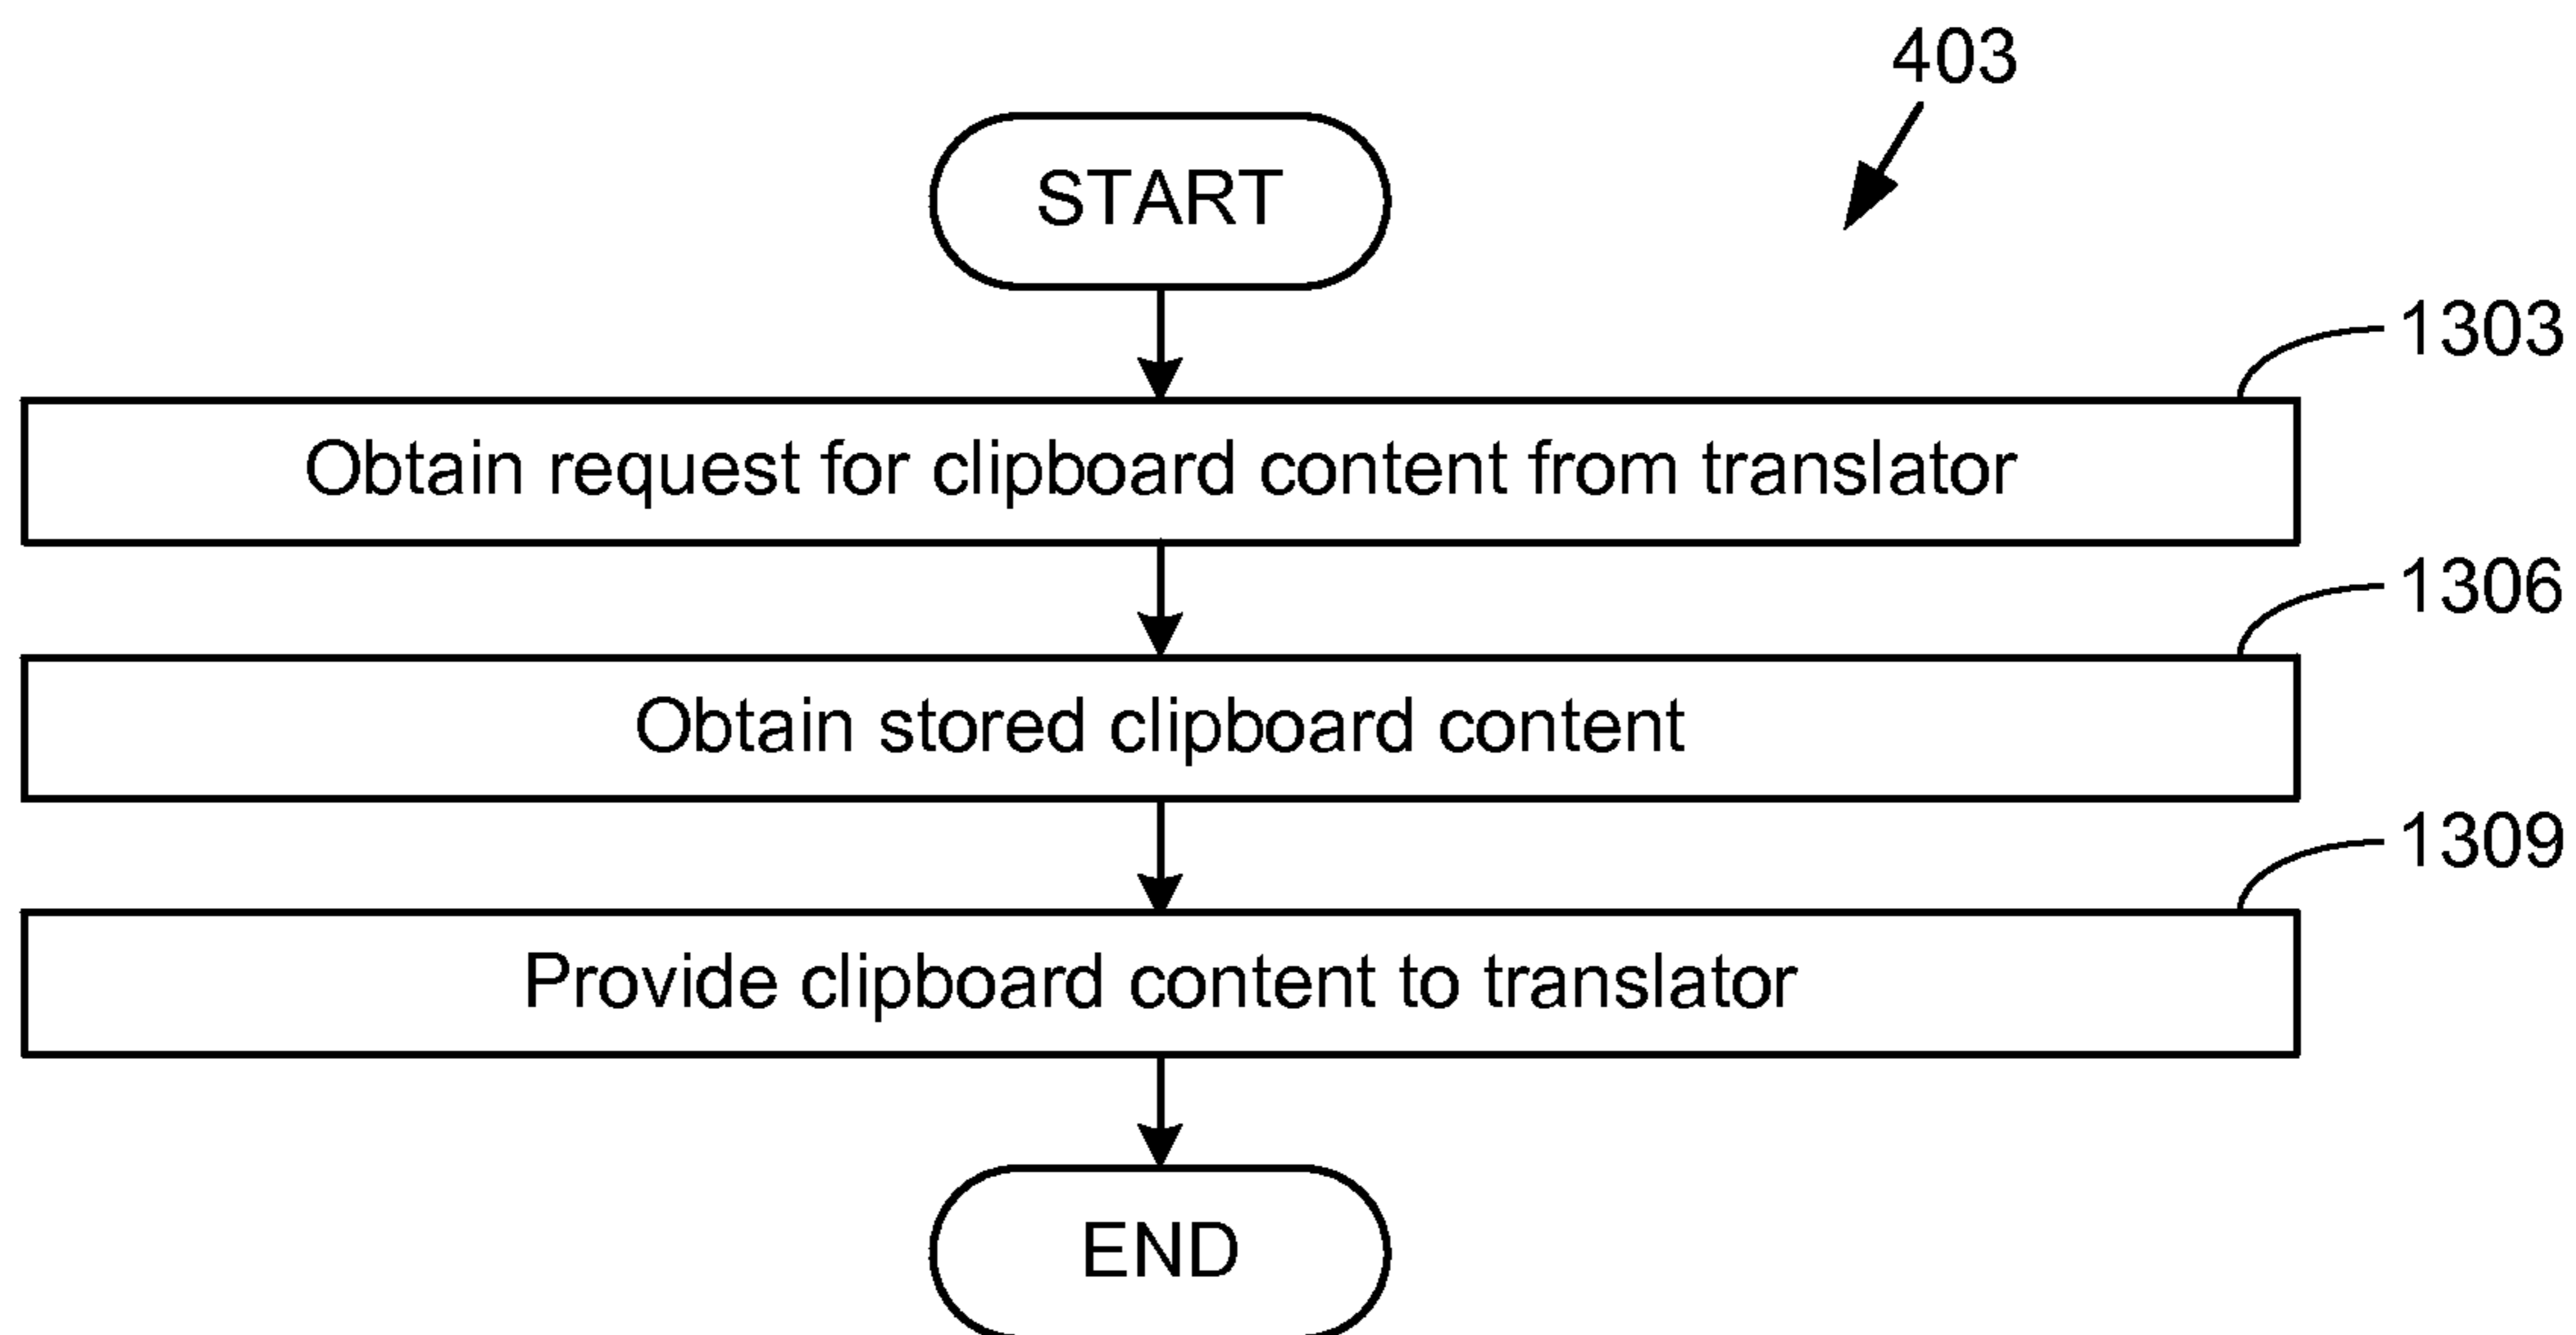 403
START
1303
Obtain request for clipboard content from translator
1306
Obtain stored clipboard content
1309
Provide clipboard content to translator
END